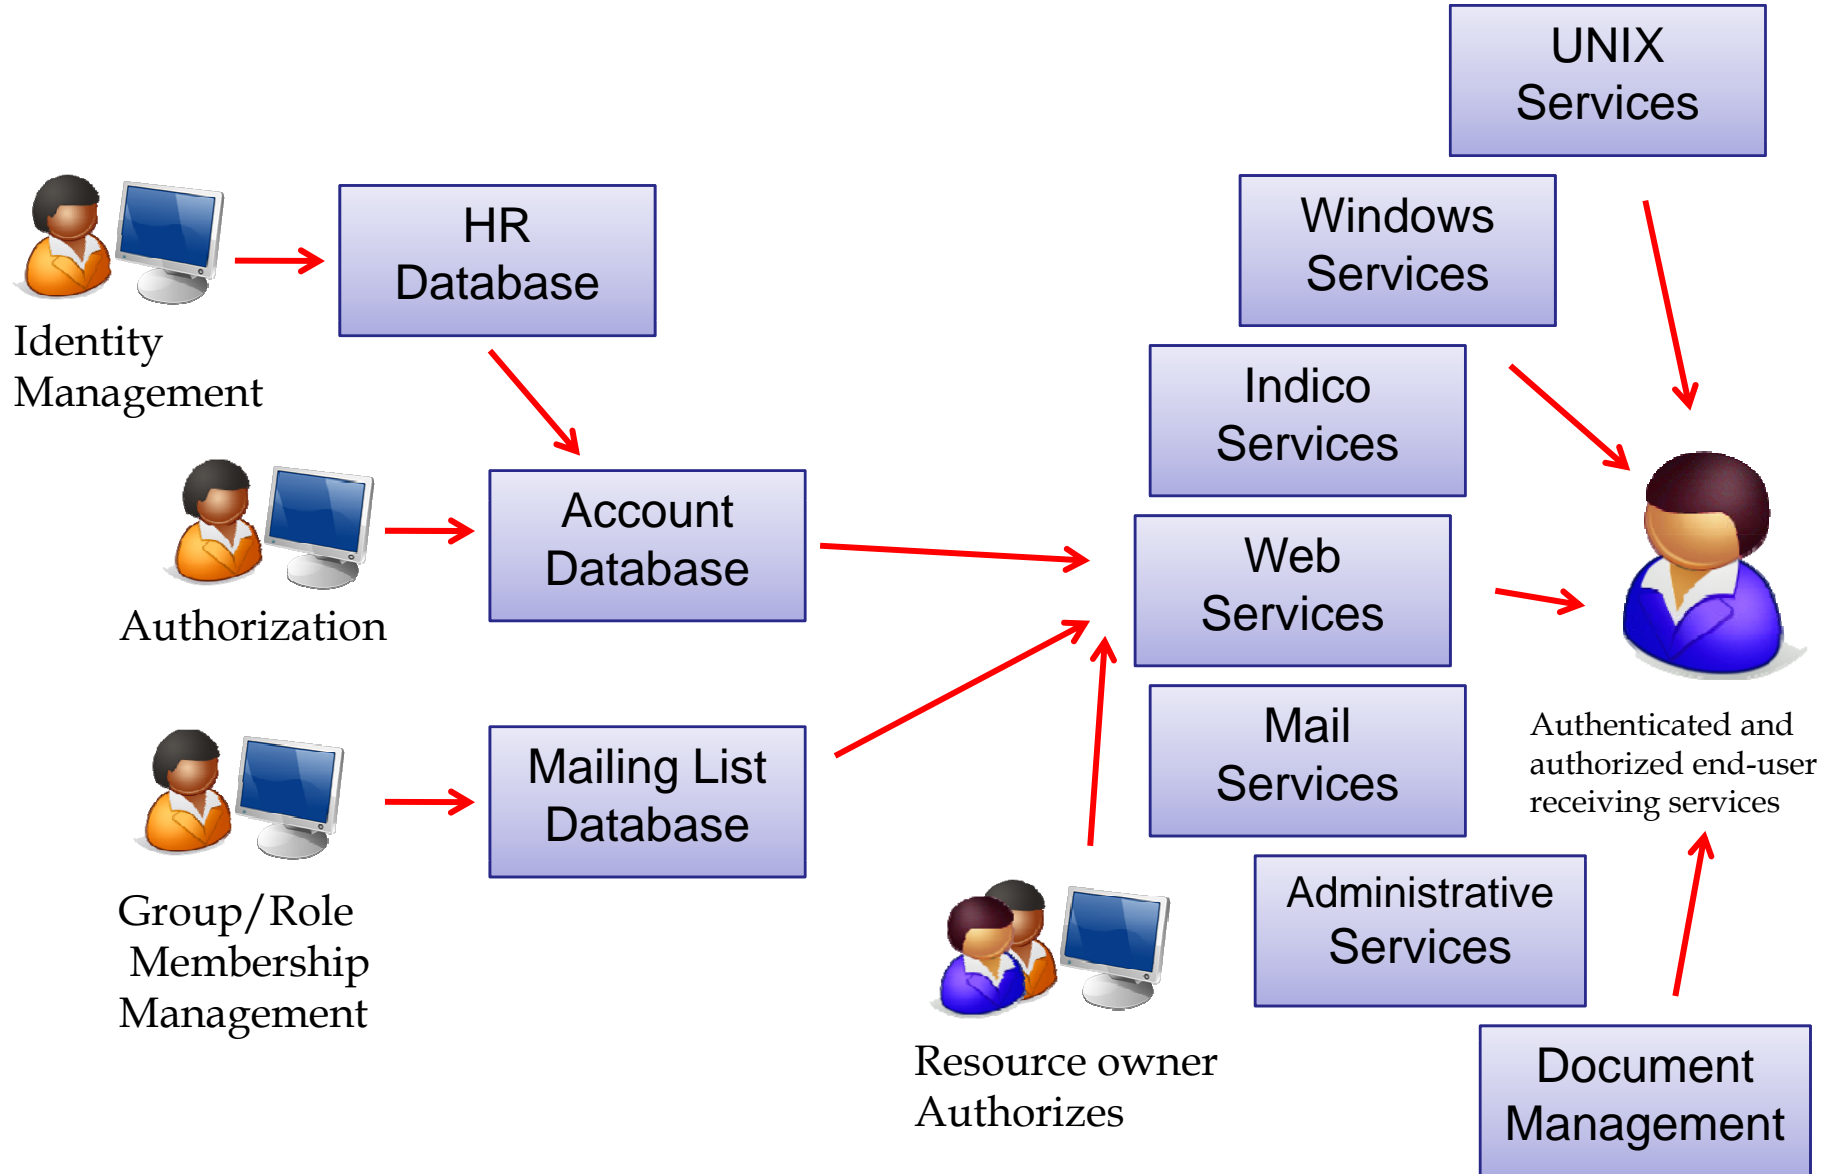 UNIX
Services
Windows
Services
HR
Database
Identity
Management
Indico
Services
Account
Database
Authorization
Web
Services
Mailing List
Database
Mail
Services
Authenticated and
authorized end-user
receiving services
Group/Role
Membership
Management
Administrative
Services
Resource owner
Authorizes
Document
Management